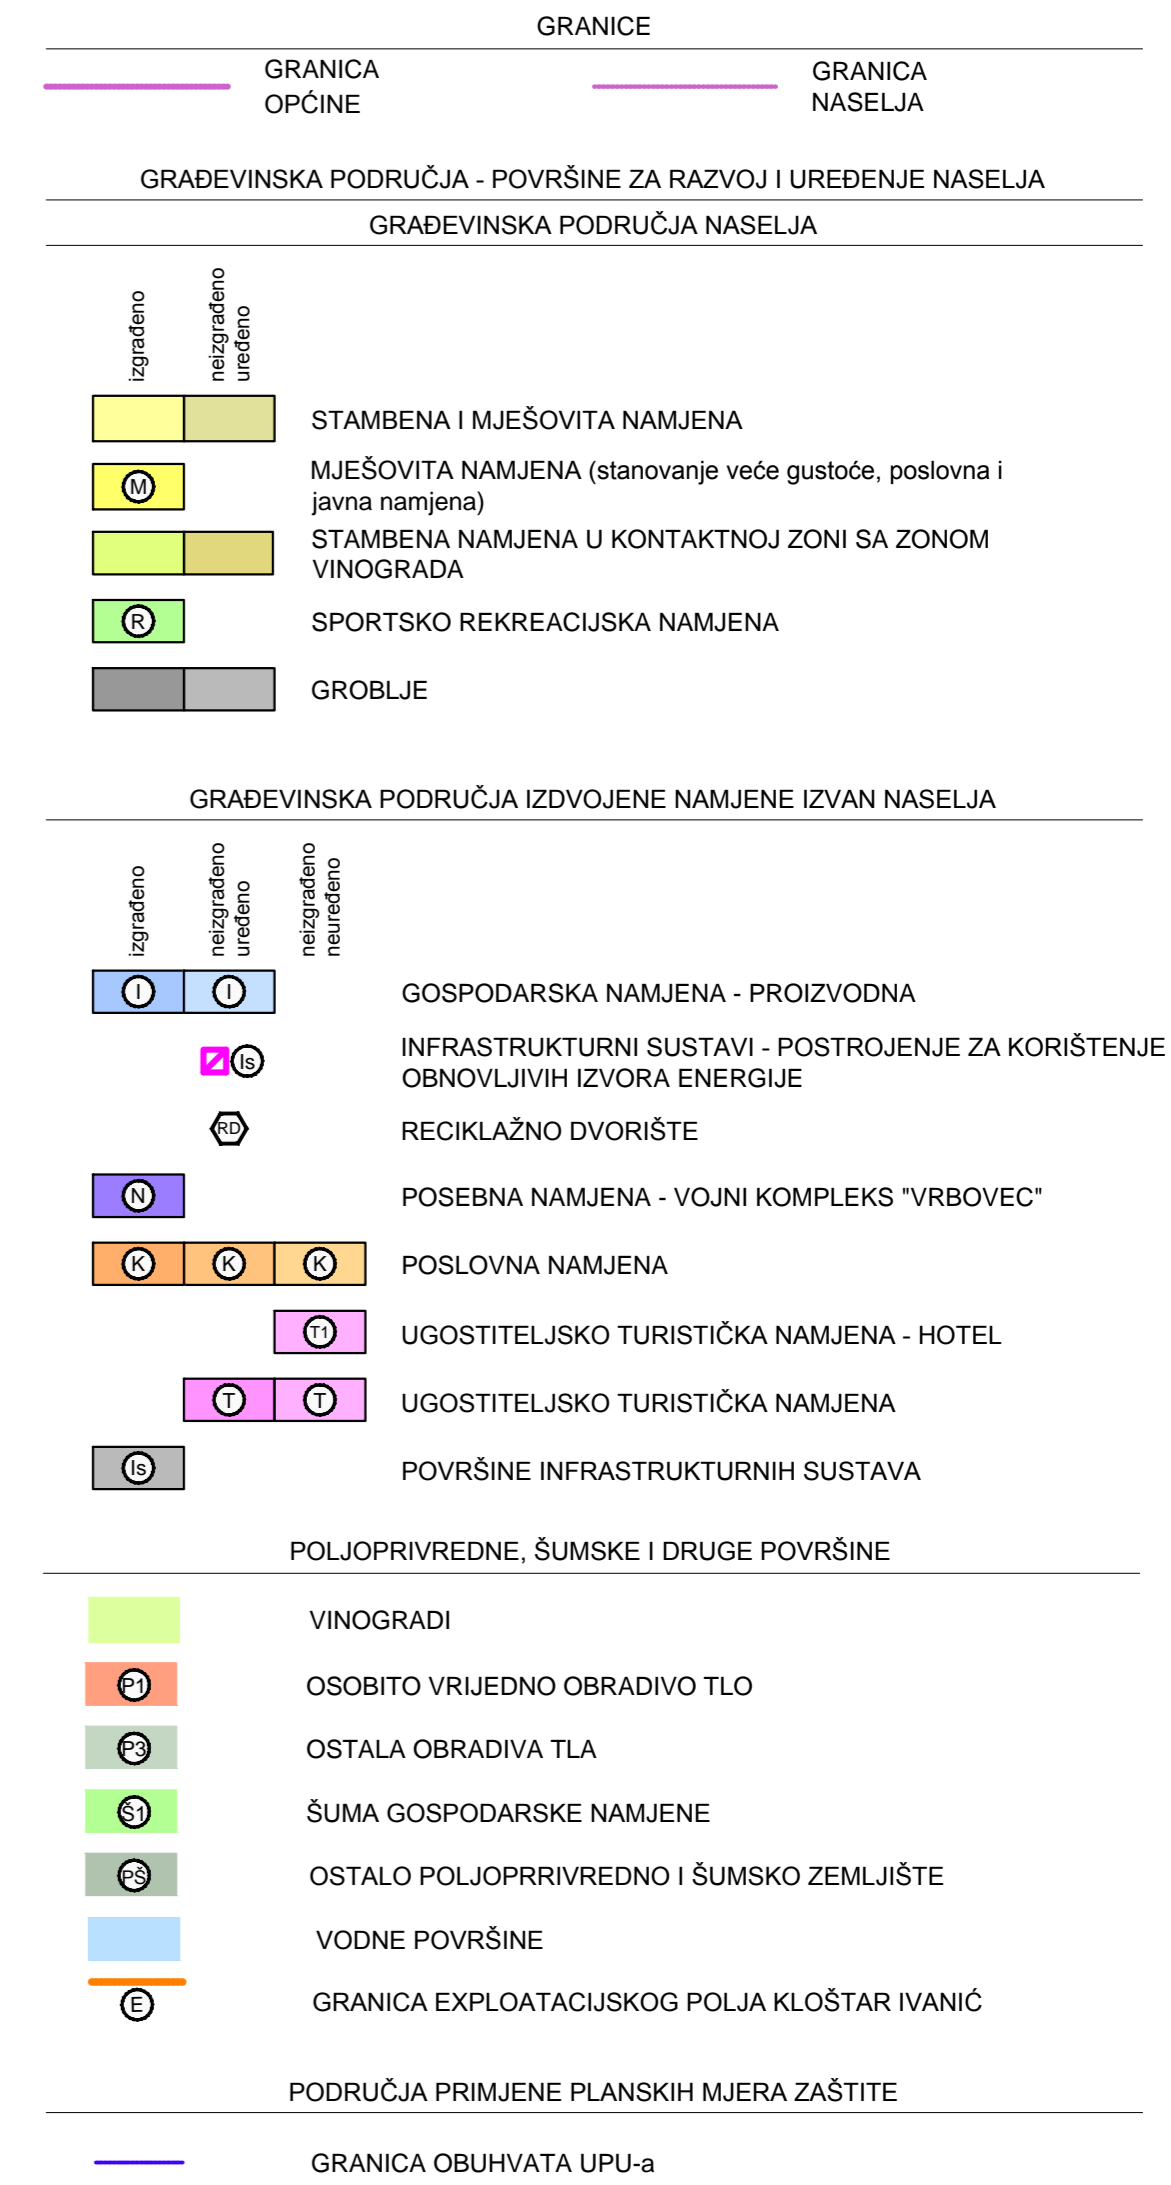 GRANICE
GRANICA
OPĆINE
GRANICA
NASELJA
GRAĐEVINSKA PODRUČJA - POVRŠINE ZA RAZVOJ I UREĐENJE NASELJA
GRAĐEVINSKA PODRUČJA NASELJA
izgrađeno
neizgrađeno
uređeno
STAMBENA I MJEŠOVITA NAMJENA
M
MJEŠOVITA NAMJENA (stanovanje veće gustoće, poslovna i
javna namjena)
STAMBENA NAMJENA U KONTAKTNOJ ZONI SA ZONOM
VINOGRADA
R
SPORTSKO REKREACIJSKA NAMJENA
GROBLJE
GRAĐEVINSKA PODRUČJA IZDVOJENE NAMJENE IZVAN NASELJA
izgrađeno
neizgrađeno
uređeno
neizgrađeno
neuređeno
I I GOSPODARSKA NAMJENA - PROIZVODNA
Is
INFRASTRUKTURNI SUSTAVI - POSTROJENJE ZA KORIŠTENJE
OBNOVLJIVIH IZVORA ENERGIJE
RD RECIKLAŽNO DVORIŠTE
N POSEBNA NAMJENA - VOJNI KOMPLEKS "VRBOVEC"
K K K POSLOVNA NAMJENA
T1 UGOSTITELJSKO TURISTIČKA NAMJENA - HOTEL
T T UGOSTITELJSKO TURISTIČKA NAMJENA
Is POVRŠINE INFRASTRUKTURNIH SUSTAVA
POLJOPRIVREDNE, ŠUMSKE I DRUGE POVRŠINE
VINOGRADI
P1 OSOBITO VRIJEDNO OBRADIVO TLO
P3 OSTALA OBRADIVA TLA
Š1 ŠUMA GOSPODARSKE NAMJENE
PŠ OSTALO POLJOPRRIVREDNO I ŠUMSKO ZEMLJIŠTE
VODNE POVRŠINE
E GRANICA EXPLOATACIJSKOG POLJA KLOŠTAR IVANIĆ
PODRUČJA PRIMJENE PLANSKIH MJERA ZAŠTITE
GRANICA OBUHVATA UPU-a